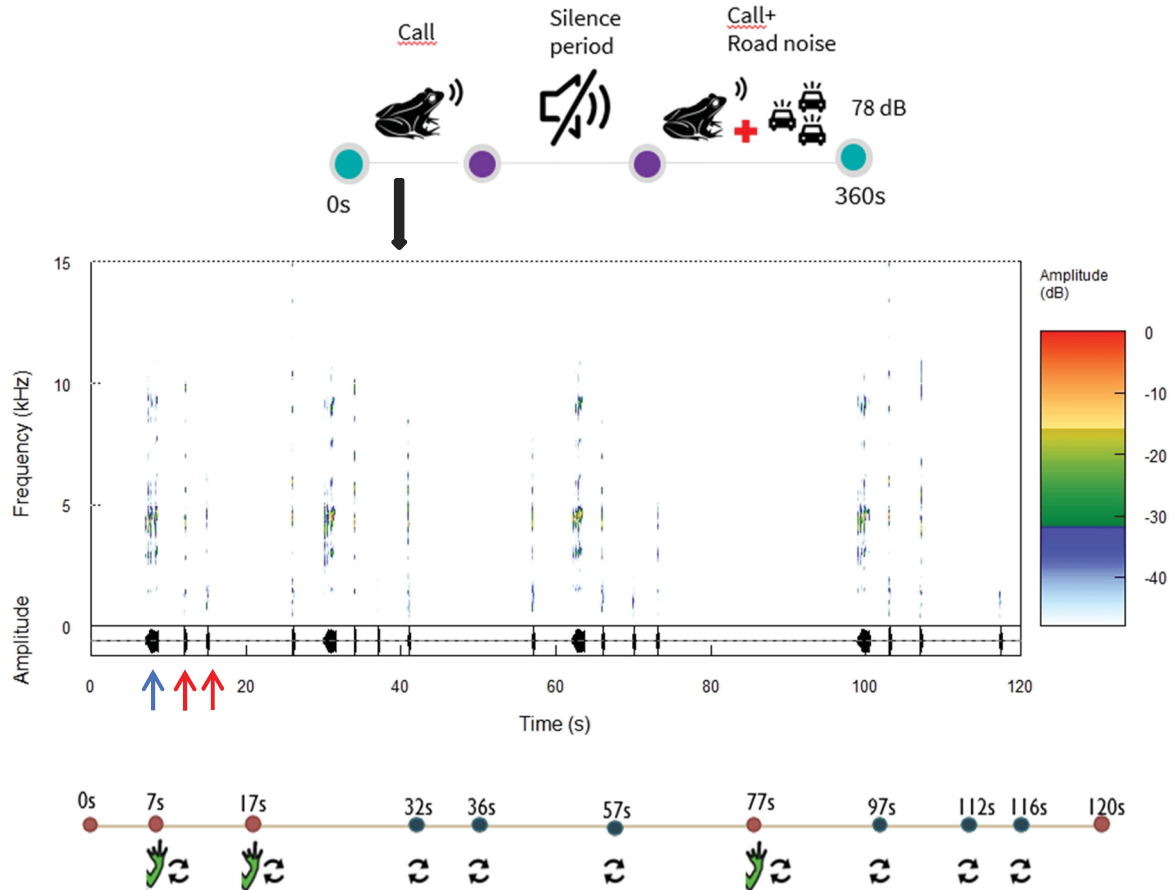 Call
Silence
period
Call+
Road noise
78 dB
0s
360s
15
10
5
0
Frequency (kHz)
Amplitude
Amplitude
(dB)
0
-10
-20
-30
-40
0
20
40
60
80
100
120
Time (s)
0s
7s
17s
32s
36s
57s
77s
97s
112s
116s
120s